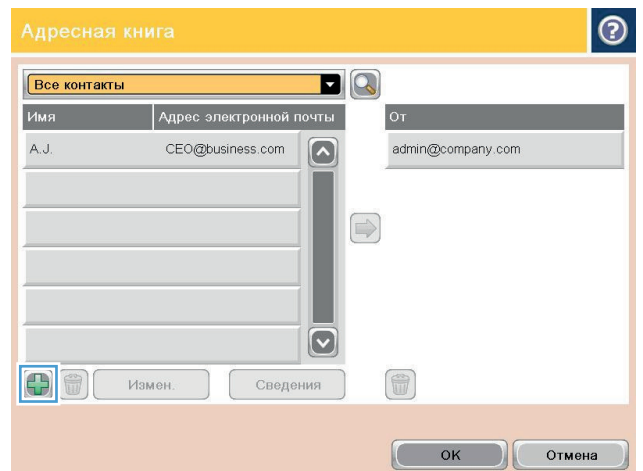 Адресная книга
?
Все контакты
Имя Адрес электронной почты От
A.J. CEO@business.com admin@company.com
Измен. Сведения
OK Отмена